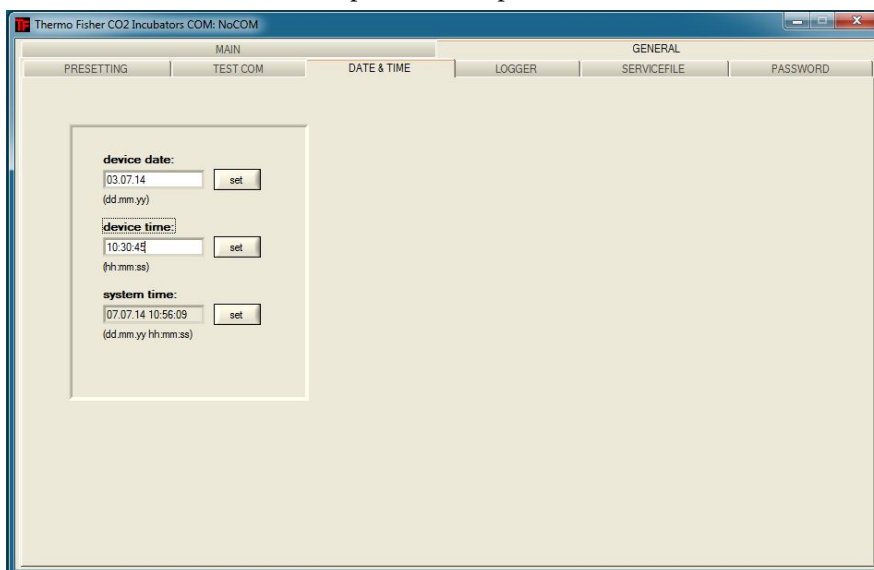 Thermo Fisher CO2 Incubators COM: NoCOM
MAIN GENERAL
PRESETTING TEST COM DATE & TIME LOGGER SERVICEFILE PASSWORD
device date:
03.07.14 set
(dd.mm.yy)
device time:
10:30:45 set
(hh:mm:ss)
system time:
07.07.14 10:56:09 set
(dd.mm.yy hh:mm:ss)